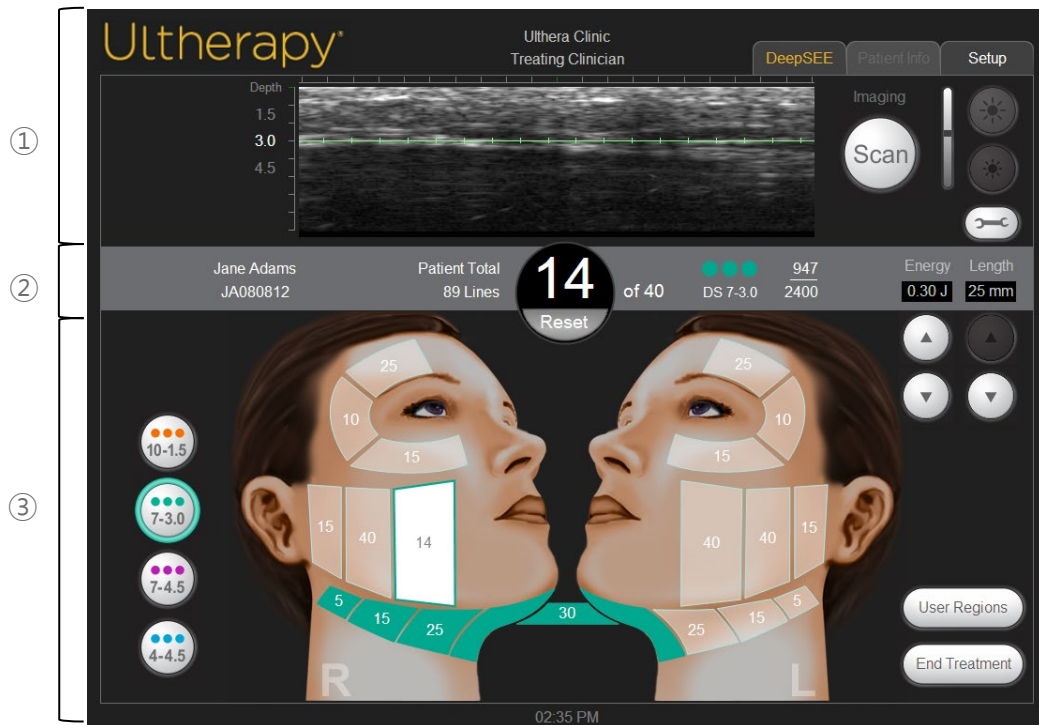 ①
②
③
Ultherapy®
Ulthera Clinic
Treating Clinician
DeepSEE
Patient Info
Setup
Depth
1.5
3.0
4.5
Imaging
Scan
Jane Adams
JA080812
Patient Total
89 Lines
14
of 40
Reset
DS 7-3.0
947
2400
Energy
0.30 J
Length
25 mm
10-1.5
7-3.0
7-4.5
4-4.5
25
10
15
15
40
14
5
15
25
30
R
25
10
15
40
40
15
25
15
5
L
User Regions
End Treatment
02:35 PM